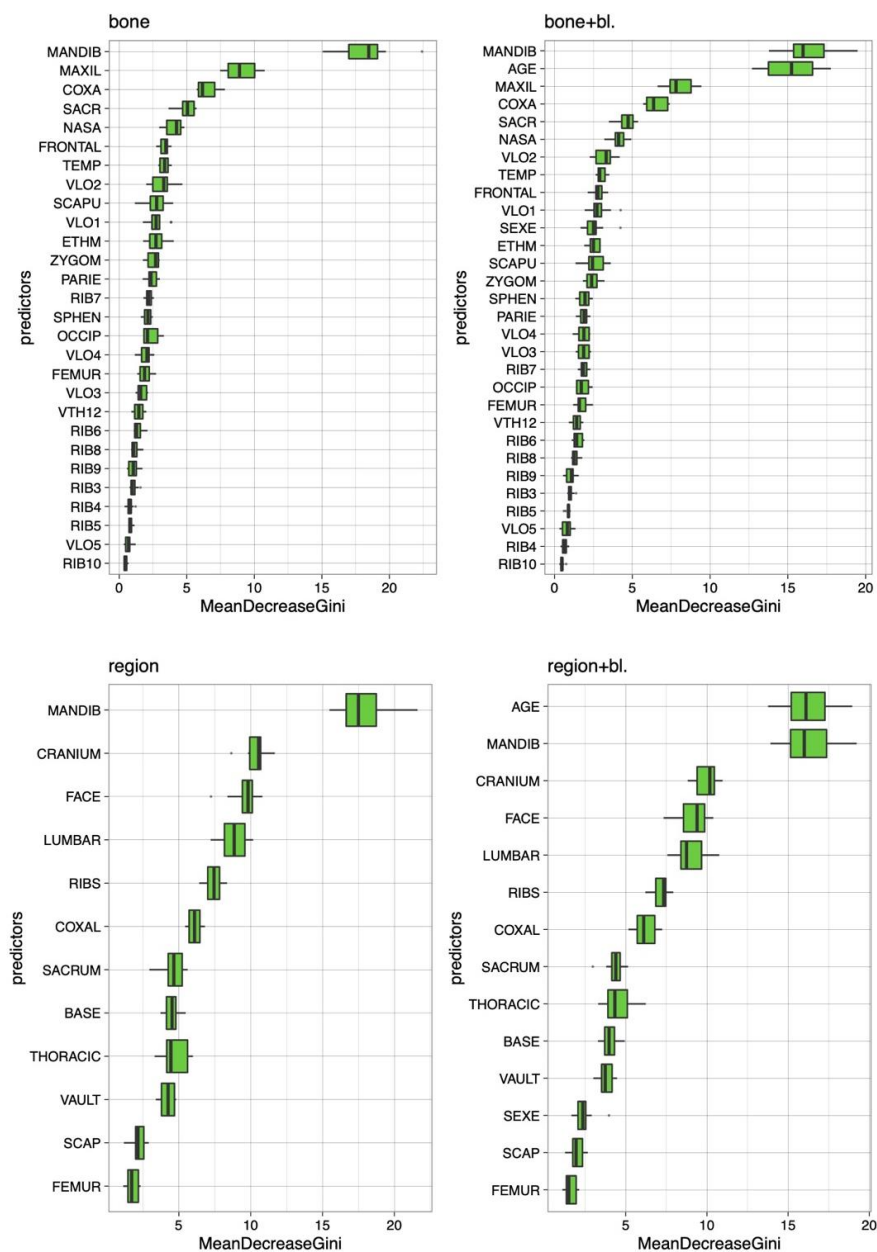 bone
predictors
MANDIB
MAXIL
COXA
SACR
NASA
FRONTAL
TEMP
VLO2
SCAPU
VLO1
ETHM
ZYGOM
PARIE
RIB7
SPHEN
OCCIP
VLO4
FEMUR
VLO3
VTH12
RIB6
RIB8
RIB9
RIB3
RIB4
RIB5
VLO5
RIB10
0 5 10 15 20
MeanDecreaseGini
bone+bl.
predictors
MANDIB
AGE
MAXIL
COXA
SACR
NASA
VLO2
TEMP
FRONTAL
VLO1
SEXE
ETHM
SCAPU
ZYGOM
SPHEN
PARIE
VLO4
VLO3
RIB7
OCCIP
FEMUR
VTH12
RIB6
RIB8
RIB9
RIB3
RIB5
VLO5
RIB4
RIB10
0 5 10 15 20
MeanDecreaseGini
region
predictors
MANDIB
CRANIUM
FACE
LUMBAR
RIBS
COXAL
SACRUM
BASE
THORACIC
VAULT
SCAP
FEMUR
5 10 15 20
MeanDecreaseGini
region+bl.
predictors
AGE
MANDIB
CRANIUM
FACE
LUMBAR
RIBS
COXAL
SACRUM
THORACIC
BASE
VAULT
SEXE
SCAP
FEMUR
5 10 15 20
MeanDecreaseGini